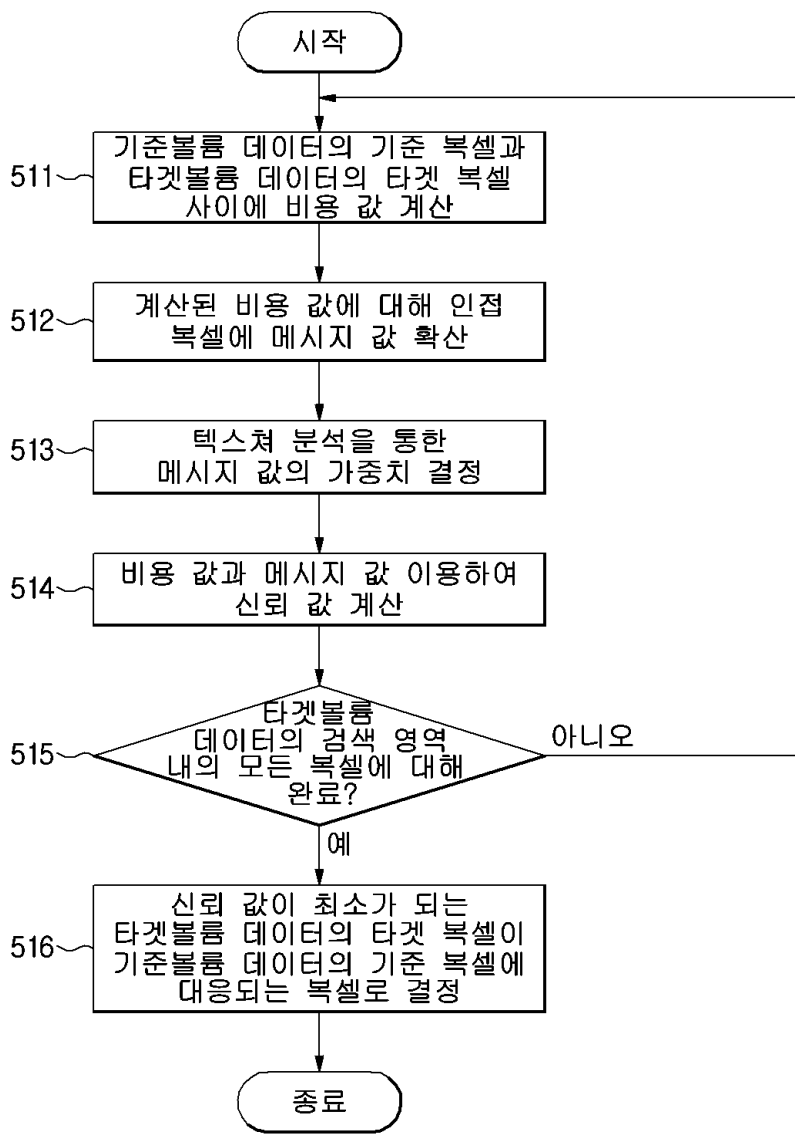 시작
511
기준볼륨 데이터의 기준 복셀과
타겟볼륨 데이터의 타겟 복셀
사이에 비용 값 계산
512
계산된 비용 값에 대해 인접
복셀에 메시지 값 확산
513
텍스쳐 분석을 통한
메시지 값의 가중치 결정
514
비용 값과 메시지 값 이용하여
신뢰 값 계산
515
타겟볼륨
데이터의 검색 영역
내의 모든 복셀에 대해
완료?
아니오
예
516
신뢰 값이 최소가 되는
타겟볼륨 데이터의 타겟 복셀이
기준볼륨 데이터의 기준 복셀에
대응되는 복셀로 결정
종료